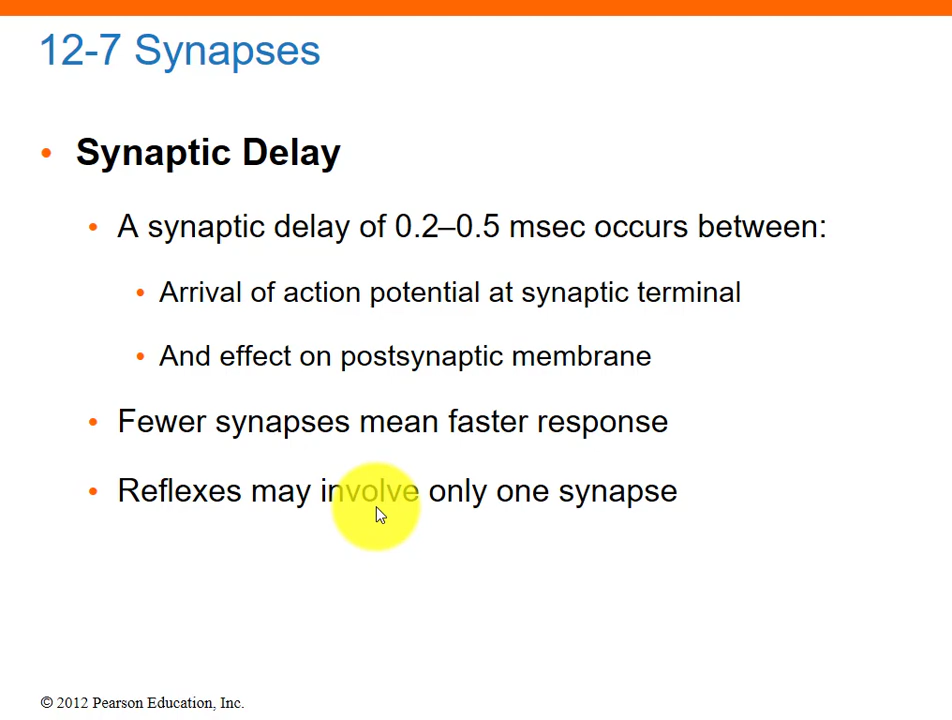 12-7 Synapses
• Synaptic Delay
• A synaptic delay of 0.2–0.5 msec occurs between:
• Arrival of action potential at synaptic terminal
• And effect on postsynaptic membrane
• Fewer synapses mean faster response
• Reflexes may involve only one synapse
© 2012 Pearson Education, Inc.